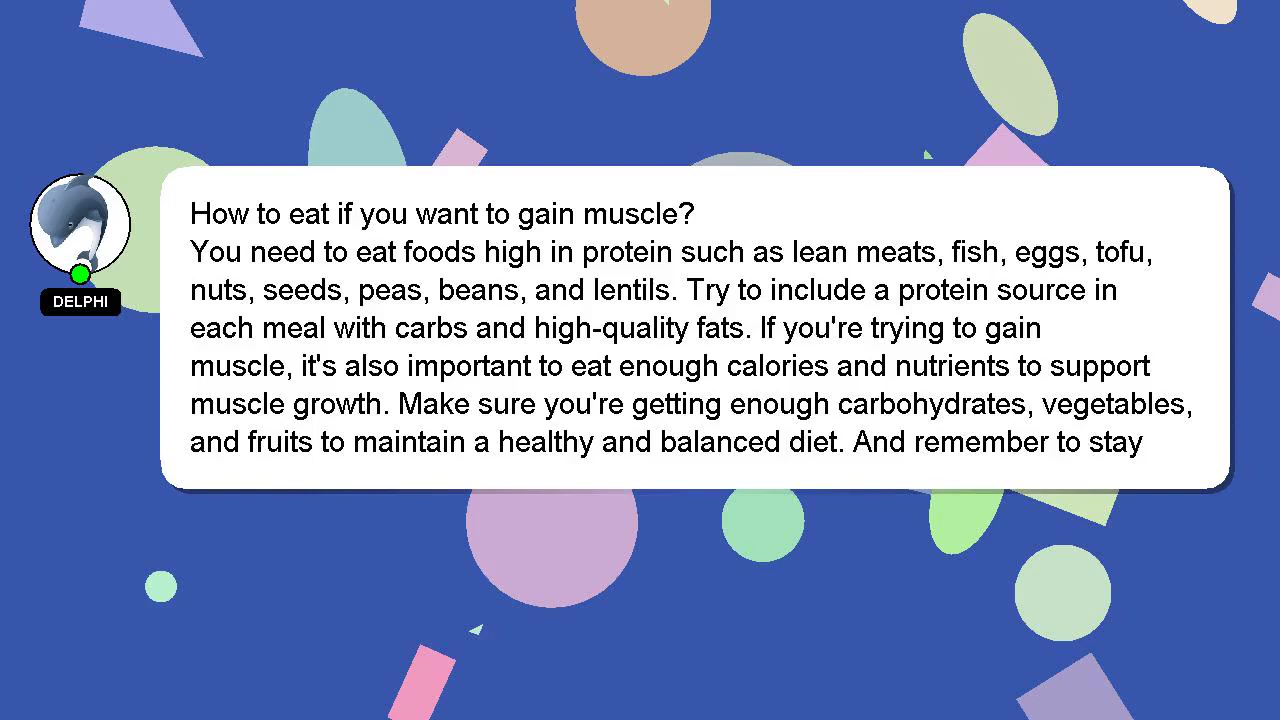 How to eat if you want to gain muscle?
You need to eat foods high in protein such as lean meats, fish, eggs, tofu,
nuts, seeds, peas, beans, and lentils. Try to include a protein source in
each meal with carbs and high-quality fats. If you're trying to gain
muscle, it's also important to eat enough calories and nutrients to support
muscle growth. Make sure you're getting enough carbohydrates, vegetables,
and fruits to maintain a healthy and balanced diet. And remember to stay
DELPHI